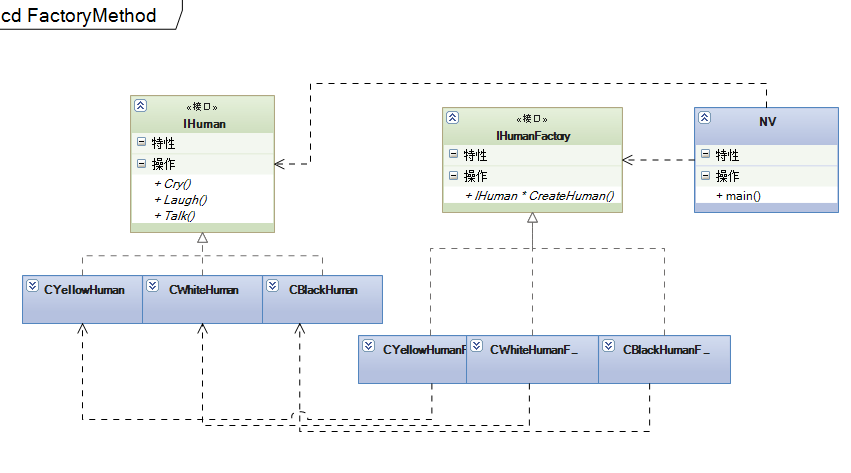 cd FactoryMethod
«接口»
IHuman
特性
操作
+ Cry()
+ Laugh()
+ Talk()
«接口»
IHumanFactory
特性
操作
+ IHuman * CreateHuman()
NV
特性
操作
+ main()
CYellowHuman
CWhiteHuman
CBlackHuman
CYellowHumanF
CWhiteHumanF_
CBlackHumanF_